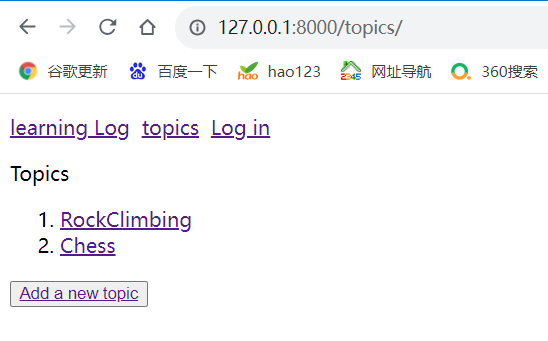 127.0.0.1:8000/topics/
谷歌更新 百度一下 hao123 网址导航 360搜索
learning Log topics Log in
Topics
1. RockClimbing
2. Chess
Add a new topic